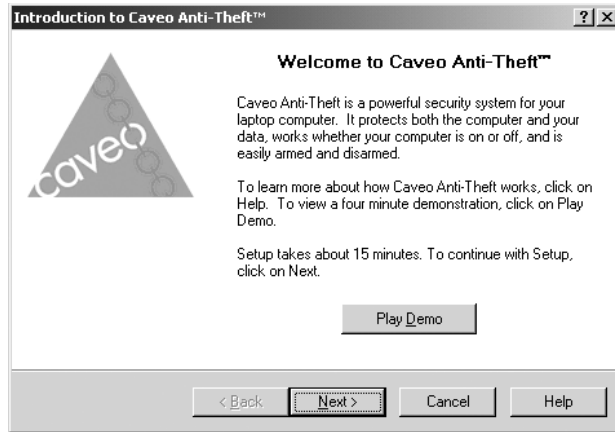 Introduction to Caveo Anti-Theft™
? X
Welcome to Caveo Anti-Theft™
caveo
Caveo Anti-Theft is a powerful security system for your
laptop computer.  It protects both the computer and your
data, works whether your computer is on or off, and is
easily armed and disarmed.
To learn more about how Caveo Anti-Theft works, click on
Help.  To view a four minute demonstration, click on Play
Demo.
Setup takes about 15 minutes. To continue with Setup,
click on Next.
Play Demo
< Back Next > Cancel Help